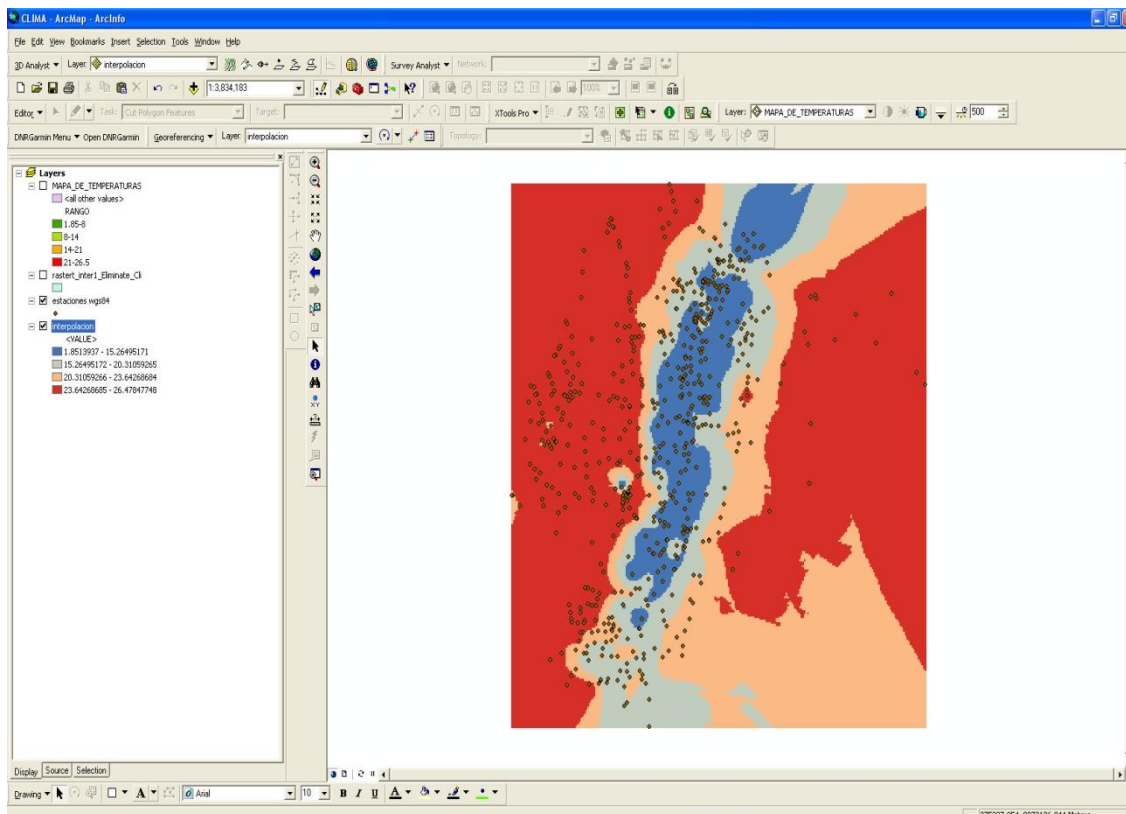 CLIMA - ArcMap - ArcInfo
File Edit View Bookmarks Insert Selection Tools Window Help
3D Analyst Layer: interpolacion Survey Analyst Network:
1:3,834,183 100%
Editor Task: Cut Polygon Features Target: XTools Pro Layer: MAPA_DE_TEMPERATURAS 500
DNRGarmin Menu Open DNRGarmin Georeferencing Layer: interpolacion Topology:
Layers
MAPA_DE_TEMPERATURAS
<all other values>
RANGO
1.85-8
8-14
14-21
21-26.5
rastert_inter1_Eliminate_Cli
estaciones wgs84
interpolacion
<VALUE>
1.8513937 - 15.26495171
15.26495172 - 20.31059265
20.31059266 - 23.64268684
23.64268685 - 26.47847748
Display Source Selection
Drawing A Arial 10 B I U A